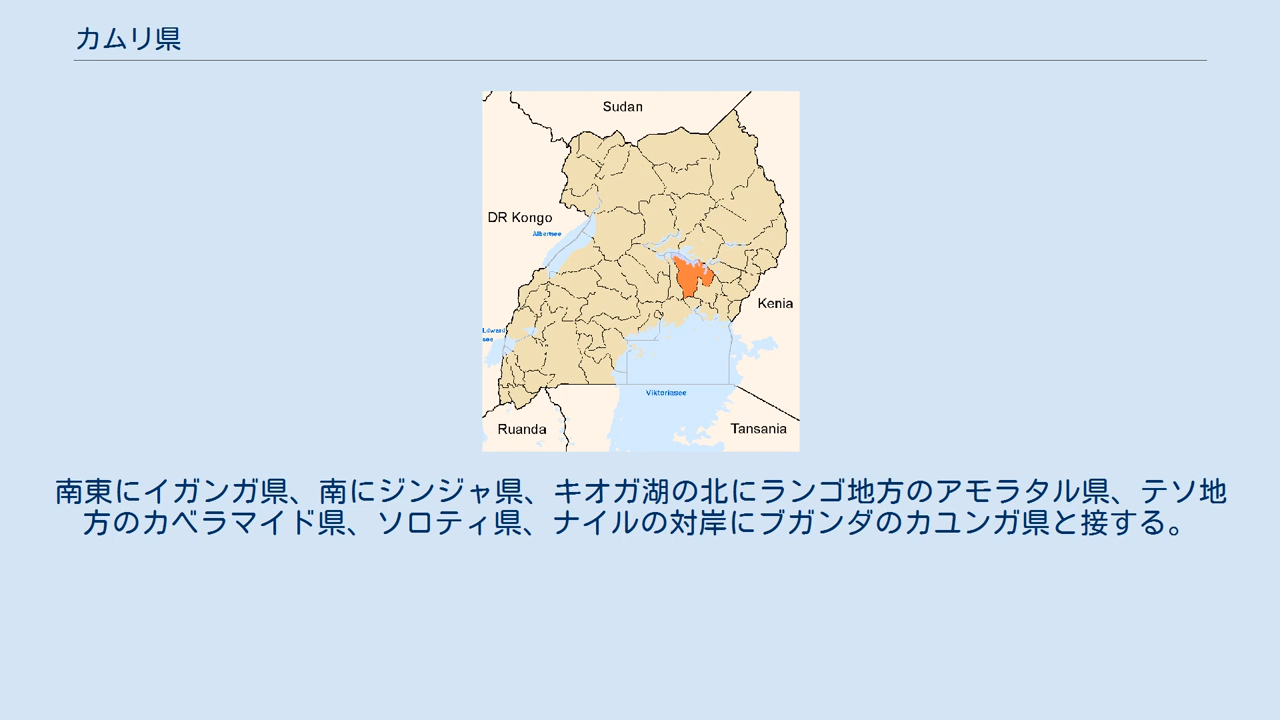 カムリ県
Sudan
DR Kongo
Albertsee
Kenia
Edward
see
Viktoriasee
Ruanda
Tansania
南東にイガンガ県、南にジンジャ県、キオガ湖の北にランゴ地方のアモラタル県、テソ地
方のカベラマイド県、ソロティ県、ナイルの対岸にブガンダのカユンガ県と接する。